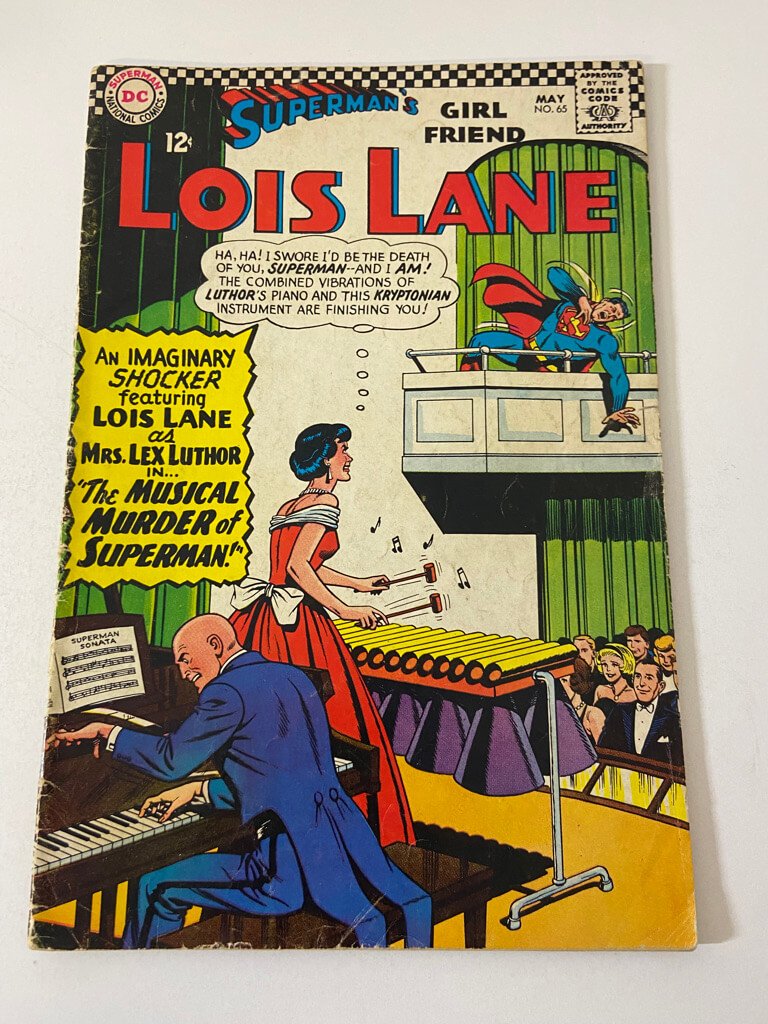 SUPERMAN
DC
NATIONAL COMICS
12¢
SUPERMAN'S
GIRL
FRIEND
MAY
NO. 65
APPROVED
BY THE
COMICS
CODE
CA
AUTHORITY
LOIS LANE
HA, HA! I SWORE I'D BE THE DEATH
OF YOU, SUPERMAN--AND I AM!
THE COMBINED VIBRATIONS OF
LUTHOR'S PIANO AND THIS KRYPTONIAN
INSTRUMENT ARE FINISHING YOU!
AN IMAGINARY
SHOCKER
featuring
LOIS LANE
as
MRS. LEX LUTHOR
IN...
"The MUSICAL
MURDER of
SUPERMAN!"
SUPERMAN
SONATA